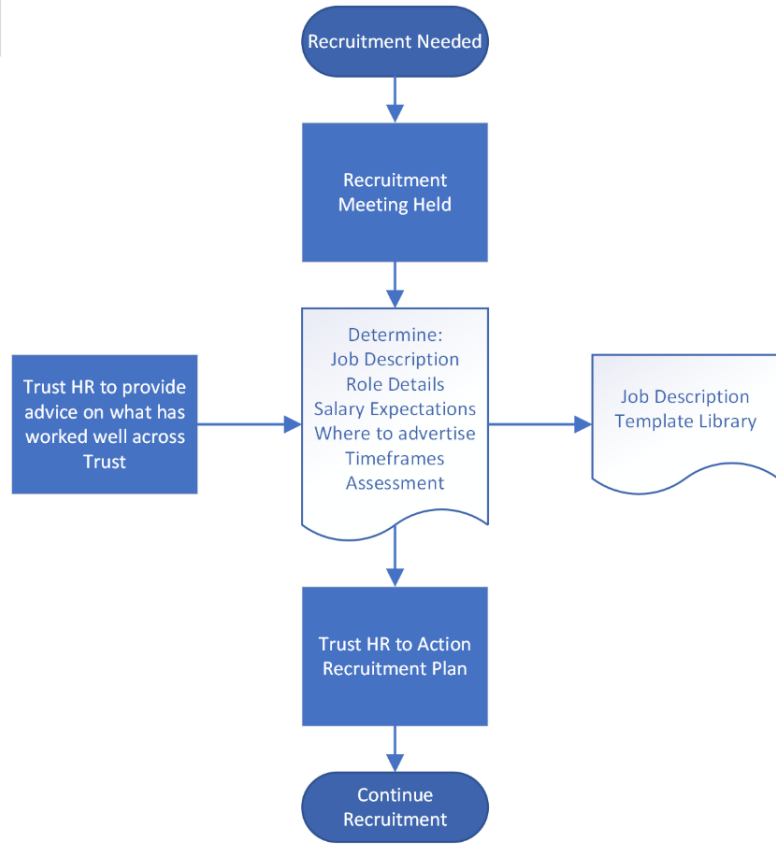 Recruitment Needed
Recruitment
Meeting Held
Determine:
Job Description
Role Details
Salary Expectations
Where to advertise
Timeframes
Assessment
Trust HR to provide
advice on what has
worked well across
Trust
Job Description
Template Library
Trust HR to Action
Recruitment Plan
Continue
Recruitment